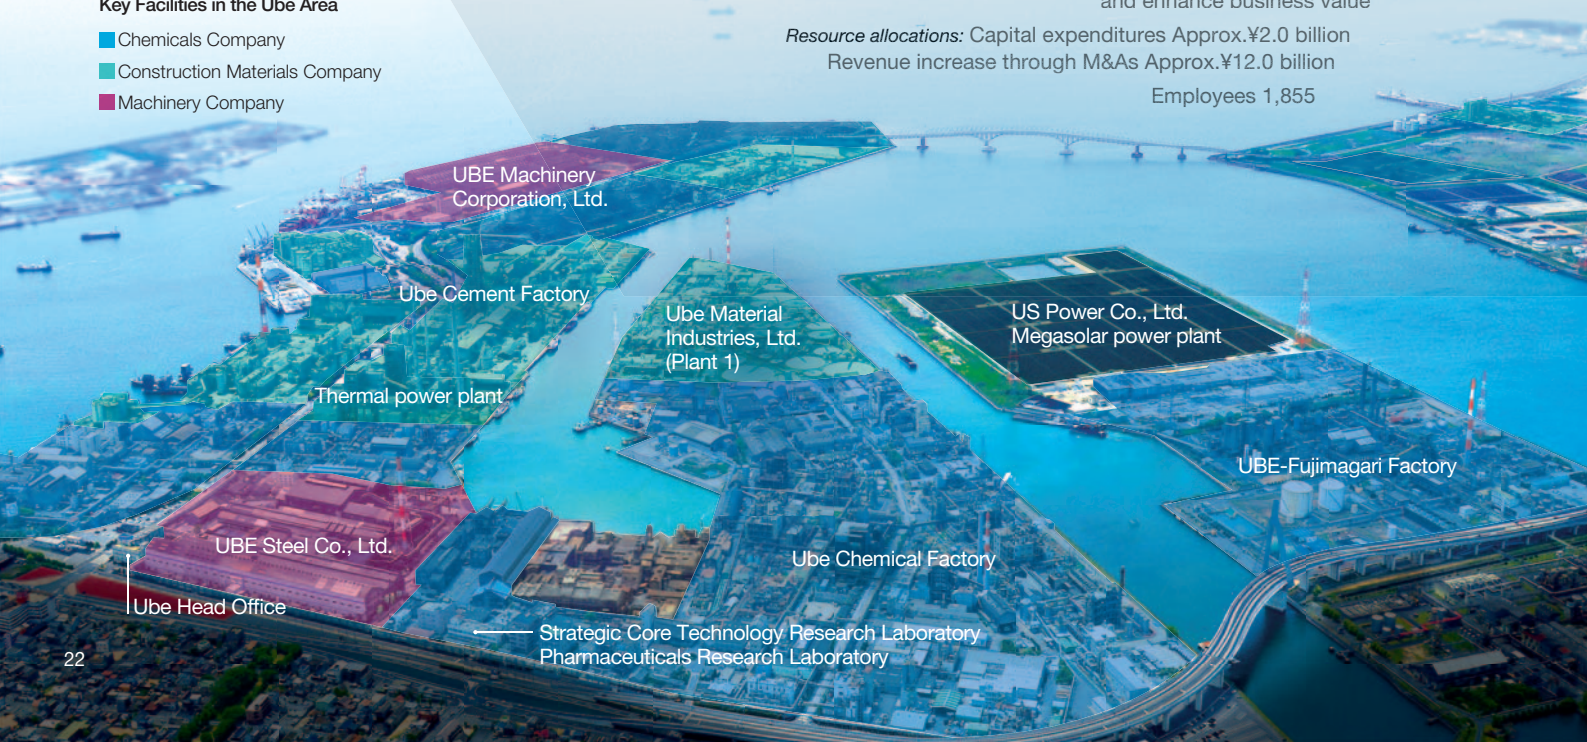 Key Facilities in the Ube Area
Chemicals Company
Construction Materials Company
Machinery Company
and enhance business value
Resource allocations: Capital expenditures Approx.¥2.0 billion
Revenue increase through M&As Approx.¥12.0 billion
Employees 1,855
UBE Machinery
Corporation, Ltd.
Ube Cement Factory
Ube Material
Industries, Ltd.
(Plant 1)
US Power Co., Ltd.
Megasolar power plant
Thermal power plant
UBE-Fujimagari Factory
UBE Steel Co., Ltd.
Ube Chemical Factory
Ube Head Office
Strategic Core Technology Research Laboratory
Pharmaceuticals Research Laboratory
22